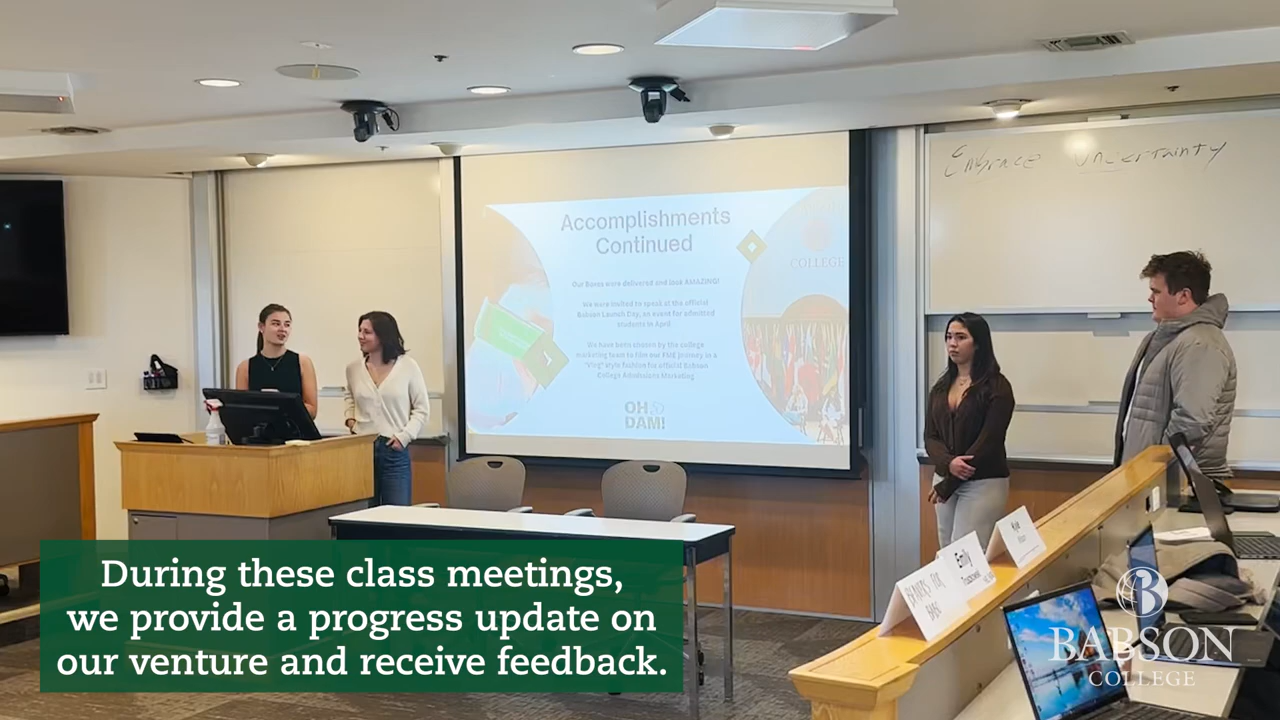 Embrace Uncertainty
Accomplishments
Continued
COLLEGE
Our Boxes were delivered and look AMAZING!
We were invited to speak at the official
Babson Launch Day, an event for admitted
students in April
We have been chosen by the college
marketing team to film our FME journey in a
"Vlog" style fashion for official Babson
College Admissions Marketing
OH
DAM!
Emily
During these class meetings,
we provide a progress update on
our venture and receive feedback.
B
BABSON
COLLEGE